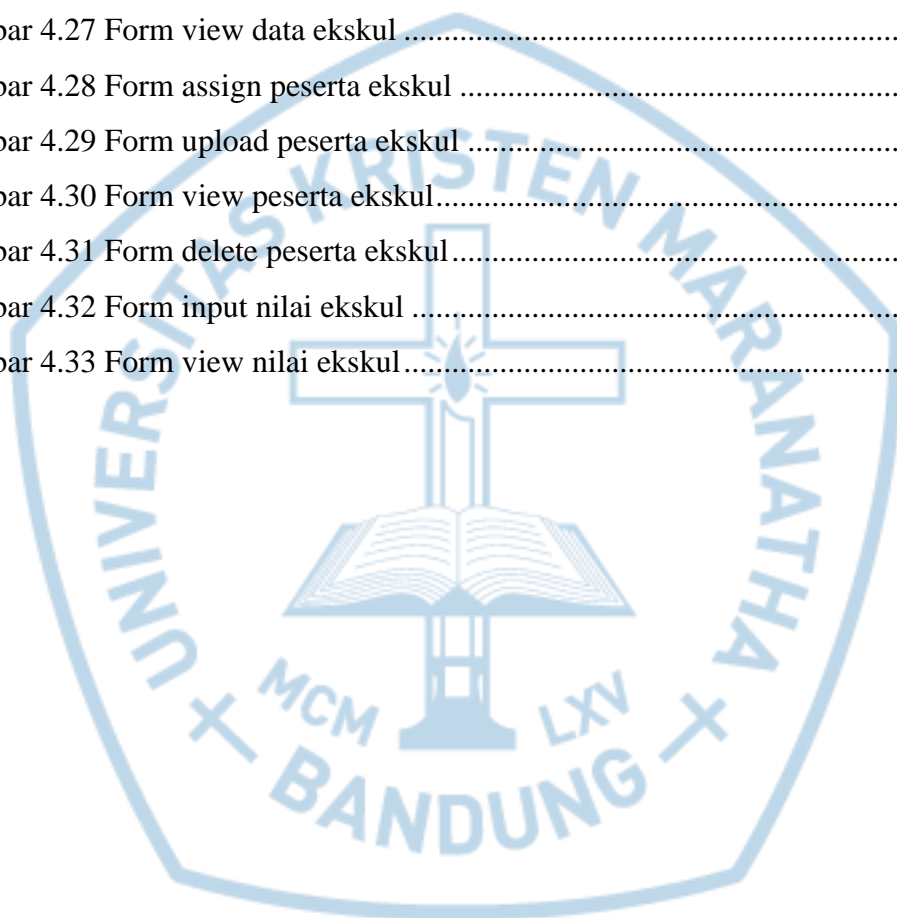 bar 4.27 Form view data ekskul ....................................................................
bar 4.28 Form assign peserta ekskul .............................................................
bar 4.29 Form upload peserta ekskul ............................................................
bar 4.30 Form view peserta ekskul................................................................
bar 4.31 Form delete peserta ekskul..............................................................
bar 4.32 Form input nilai ekskul ...................................................................
bar 4.33 Form view nilai ekskul....................................................................
UNIVERSITAS KRISTEN MARANATHA
MCM LXV
BANDUNG